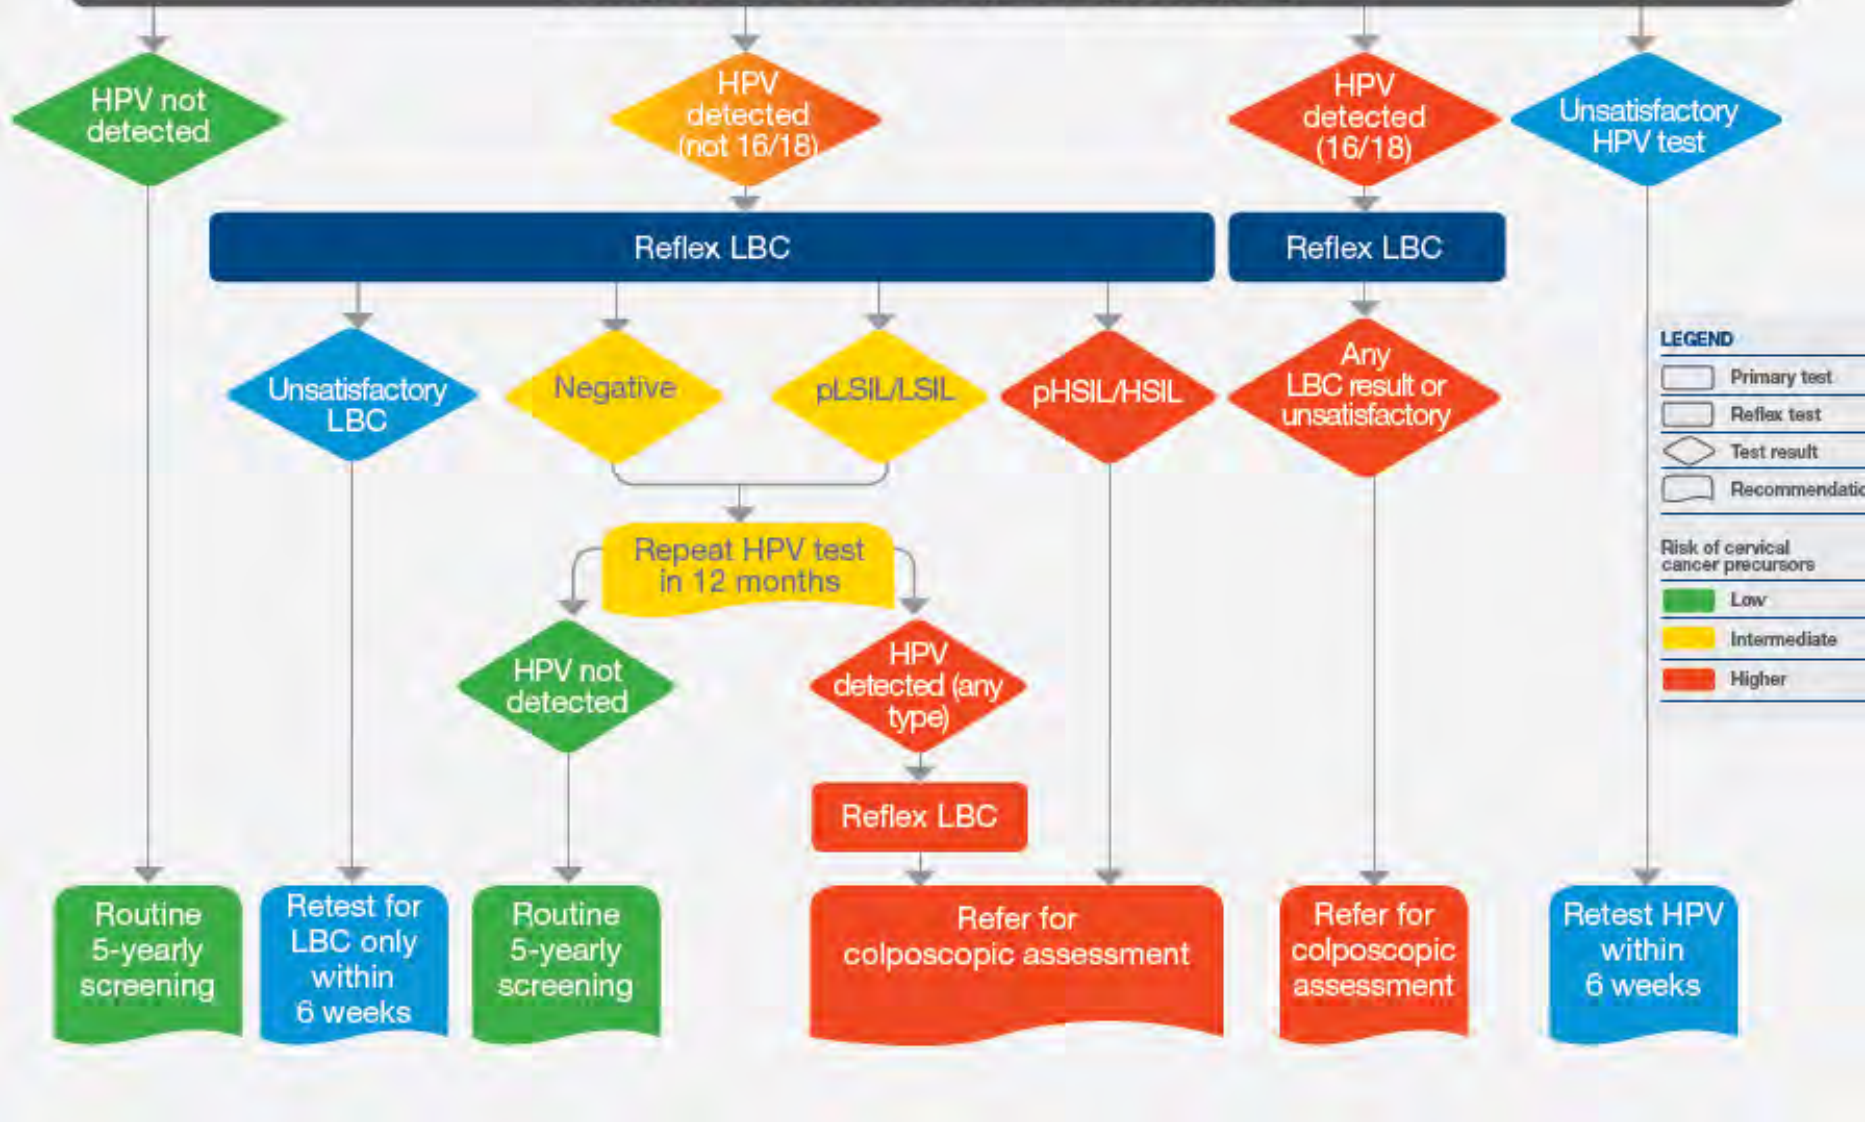 HPV not
detected
HPV
detected
(not 16/18)
HPV
detected
(16/18)
Unsatisfactory
HPV test
Reflex LBC
Reflex LBC
Unsatisfactory
LBC
Negative
pLSIL/LSIL
pHSIL/HSIL
Any
LBC result or
unsatisfactory
LEGEND
Primary test
Reflex test
Test result
Recommendatio
Risk of cervical
cancer precursors
Low
Intermediate
Higher
Repeat HPV test
in 12 months
HPV not
detected
HPV
detected (any
type)
Reflex LBC
Routine
5-yearly
screening
Retest for
LBC only
within
6 weeks
Routine
5-yearly
screening
Refer for
colposcopic assessment
Refer for
colposcopic
assessment
Retest HPV
within
6 weeks